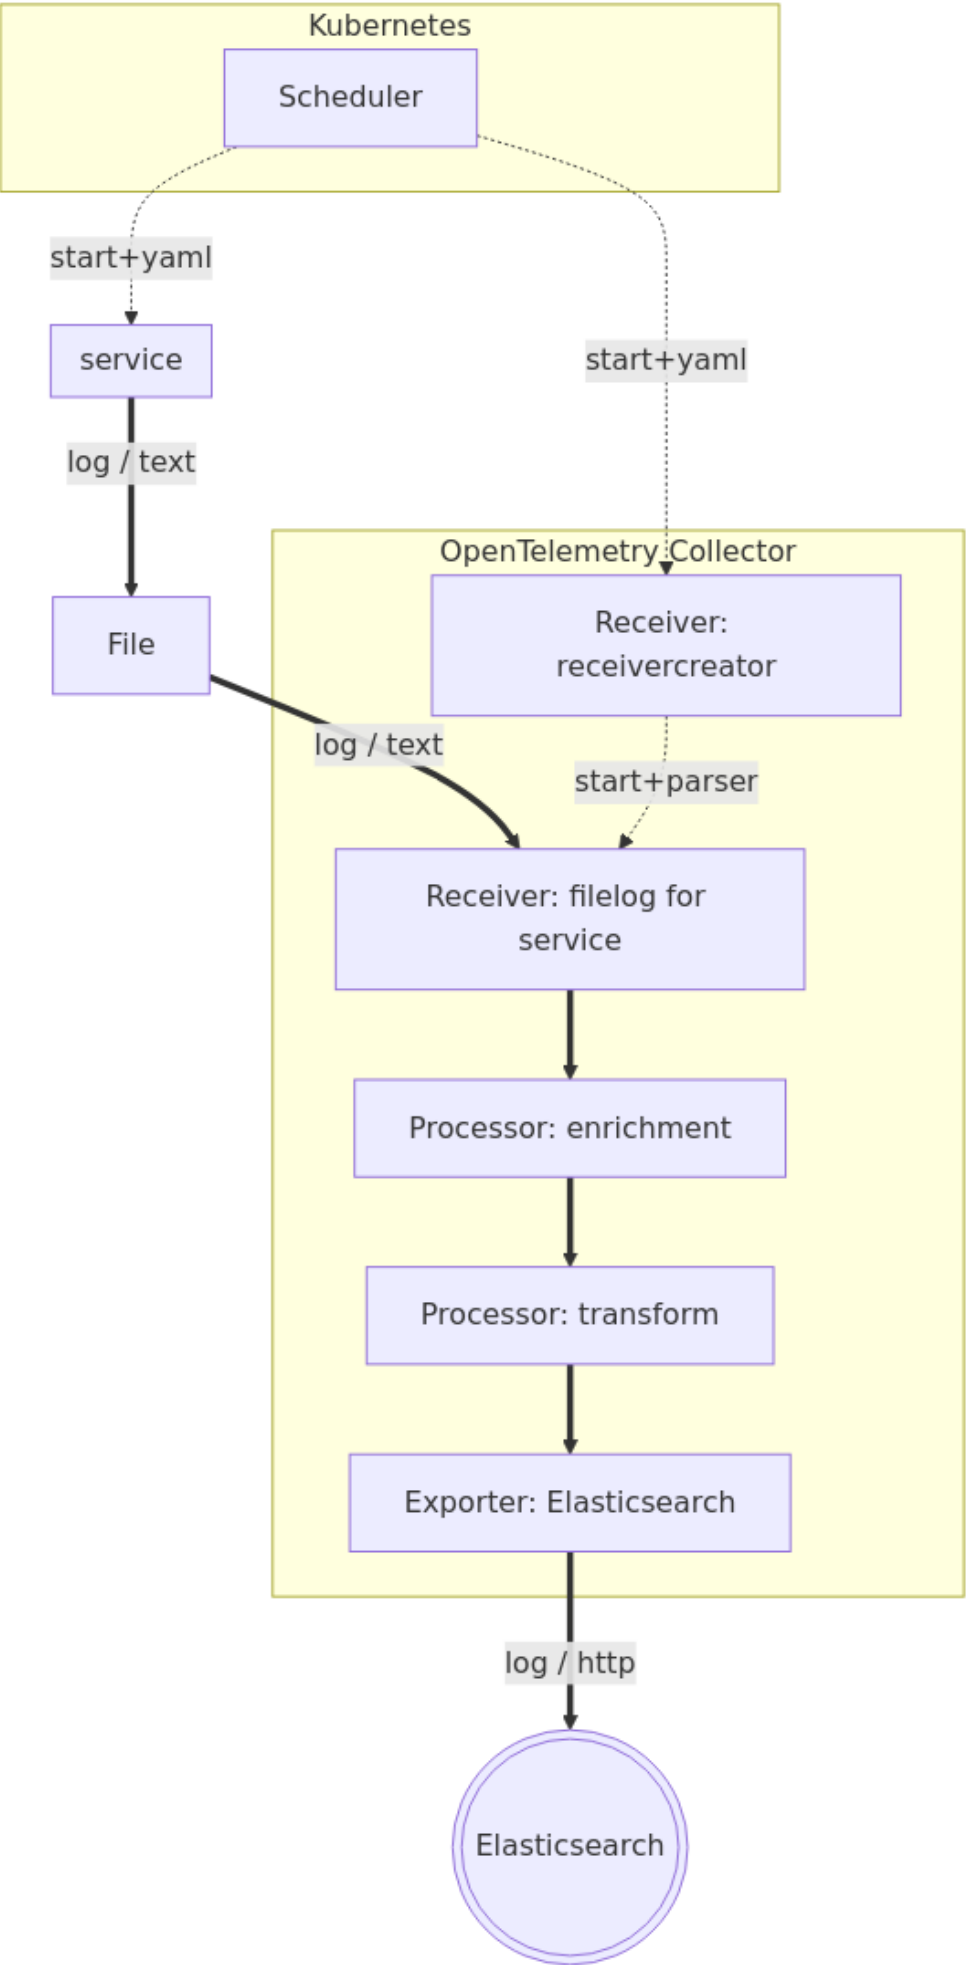 Kubernetes
Scheduler
start+yaml
service
start+yaml
log / text
OpenTelemetry Collector
Receiver:
receivercreator
File
log / text
start+parser
Receiver: filelog for
service
Processor: enrichment
Processor: transform
Exporter: Elasticsearch
log / http
Elasticsearch